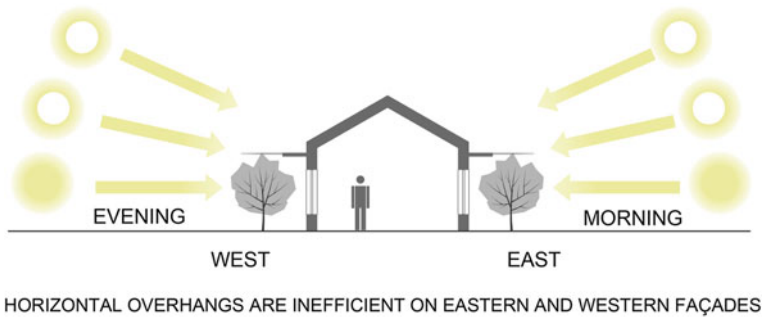 EVENING
MORNING
WEST
EAST
HORIZONTAL OVERHANGS ARE INEFFICIENT ON EASTERN AND WESTERN FAÇADES